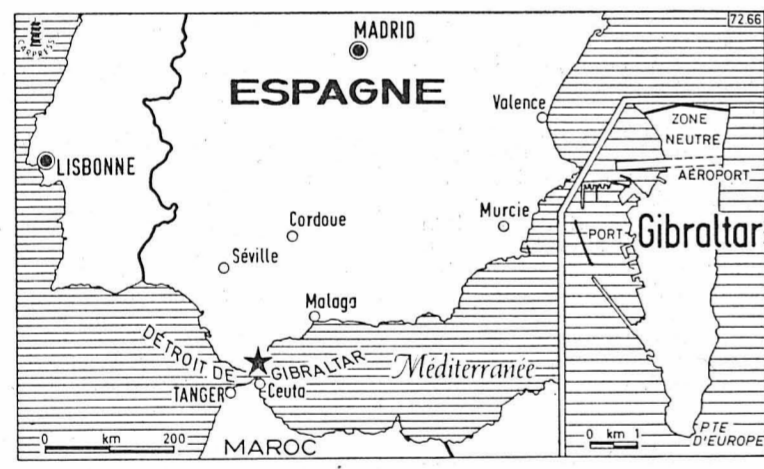 CARPRESS
72 66
MADRID
ESPAGNE
Valence
LISBONNE
Cordoue
Murcie
Séville
Malaga
DÉTROIT DE GIBRALTAR
Méditerranée
TANGER
Ceuta
MAROC
0 km 200
ZONE
NEUTRE
AÉROPORT
PORT
Gibraltar
PTE
D'EUROPE
0 km 1